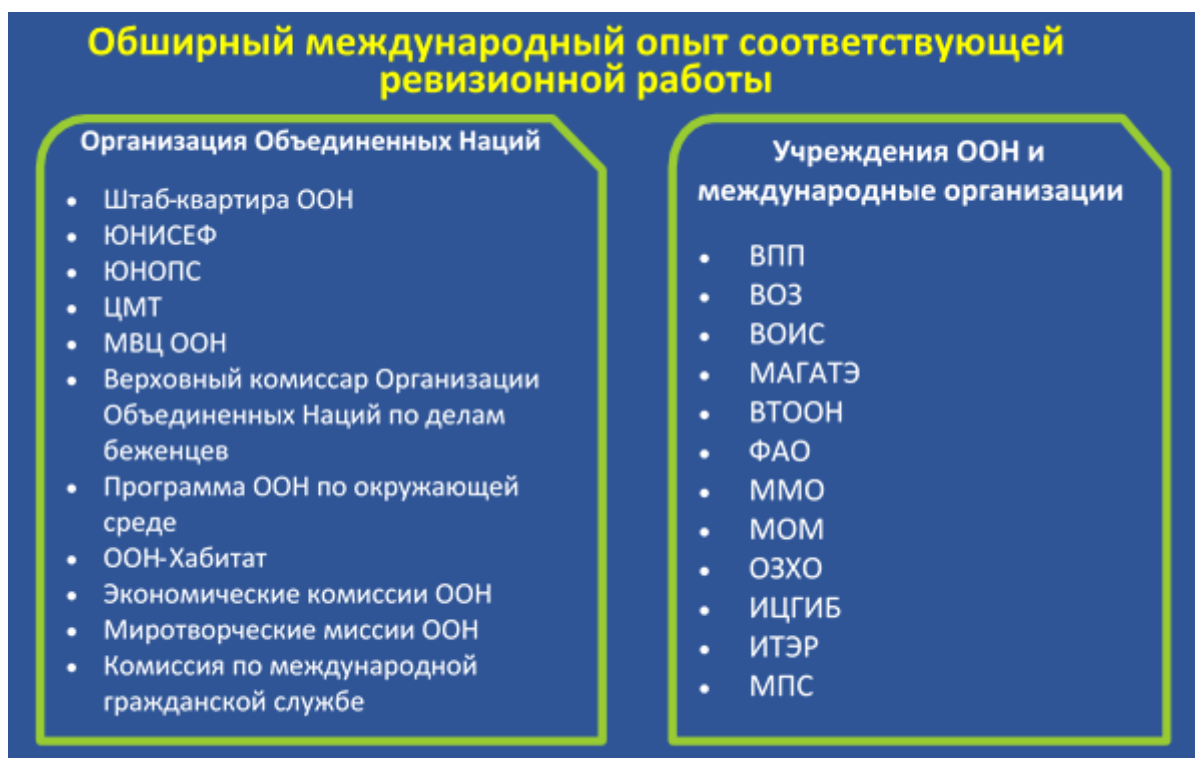 Обширный международный опыт соответствующей
ревизионной работы
Организация Объединенных Наций
• Штаб-квартира ООН
• ЮНИСЕФ
• ЮНОПС
• ЦМТ
• МВЦ ООН
• Верховный комиссар Организации
Объединенных Наций по делам
беженцев
• Программа ООН по окружающей
среде
• ООН-Хабитат
• Экономические комиссии ООН
• Миротворческие миссии ООН
• Комиссия по международной
гражданской службе
Учреждения ООН и
международные организации
• ВПП
• ВОЗ
• ВОИС
• МАГАТЭ
• ВТООН
• ФАО
• ММО
• МОМ
• ОЗХО
• ИЦГИБ
• ИТЭР
• МПС